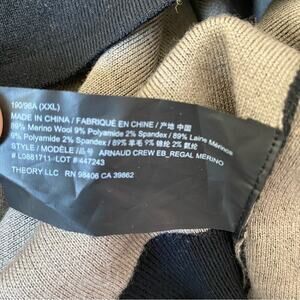 190/96A (XXL)
MADE IN CHINA / FABRIQUÉ EN CHINE / 产地 中国
89% Merino Wool 9% Polyamide 2% Spandex / 89% Laine Mérinos
9% Polyamide 2% Spandex / 89% 羊毛 9% 锦纶 2% 氨纶
STYLE / MODÈLE / 品号 ARNAUD CREW EB_REGAL MERINO
# L0881711 - LOT # 447243
THEORY LLC RN 98406 CA 39862